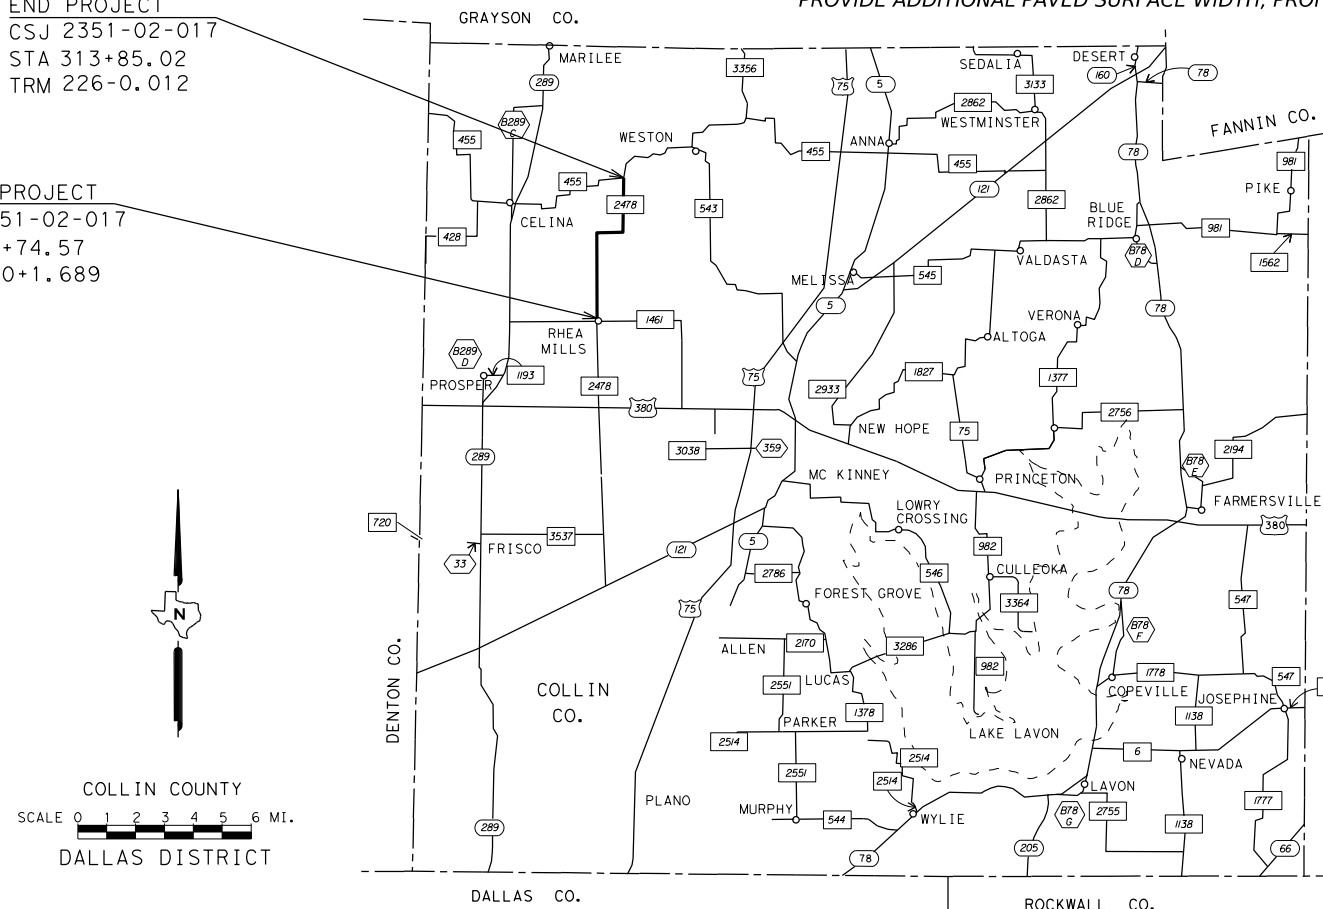 END PROJECT
CSJ 2351-02-017
STA 313+85.02
TRM 226-0.012
PROVIDE ADDITIONAL PAVED SURFACE WIDTH,
GRAYSON CO.
MARILEE
SEDALIA
DESERT
FANNIN CO.
289
3356
75
5
3133
160
78
2862
WESTMINSTER
B289
C
455
WESTON
ANNA
455
455
78
981
PIKE
PROJECT
51-02-017
+74.57
0+1.689
455
2478
543
121
2862
BLUE
RIDGE
981
CELINA
428
B78
D
1562
VALDASTA
MELISSA
545
5
78
1461
RHEA
MILLS
VERONA
ALTOGA
B289
D
1193
PROSPER
2478
75
2933
1827
1377
380
2756
NEW HOPE
75
289
3038
359
2194
B78
E
MC KINNEY
PRINCETON
FARMERSVILLE
LOWRY
CROSSING
720
380
FRISCO
3537
121
5
982
33
2786
546
CULLEOKA
FOREST GROVE
3364
78
547
75
N
B78
F
ALLEN
2170
3286
982
LUCAS
1778
547
COPEVILLE
JOSEPHINE
DENTON CO.
COLLIN
CO.
2551
1378
1138
PARKER
2514
LAKE LAVON
6
NEVADA
2514
2551
2514
COLLIN COUNTY
SCALE 0 1 2 3 4 5 6 MI.
DALLAS DISTRICT
PLANO
MURPHY
544
WYLIE
LAVON
B78
G
2755
1138
1777
289
78
205
66
DALLAS CO.
ROCKWALL CO.